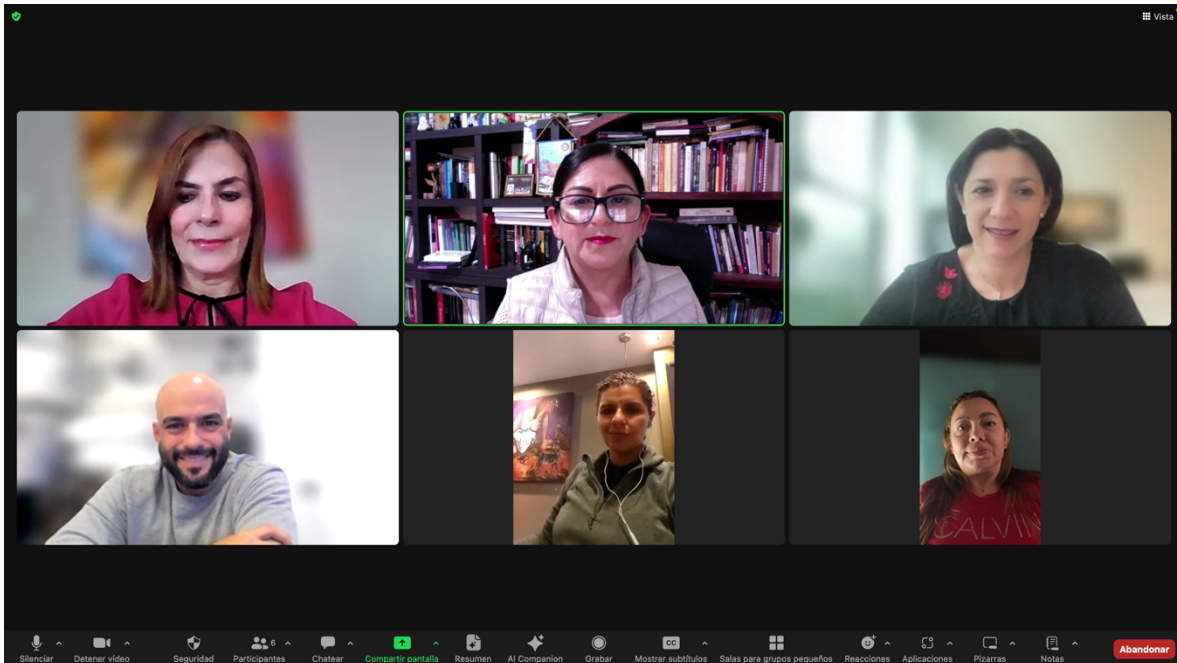 Vista
CALVIN
6
Silenciar
Detener vídeo
Seguridad
Participantes
Chatear
Compartir pantalla
Resumen
AI Companion
Grabar
CC
Mostrar subtítulos
Salas para grupos pequeños
Reacciones
Aplicaciones
Pizarras
Notas
Abandonar